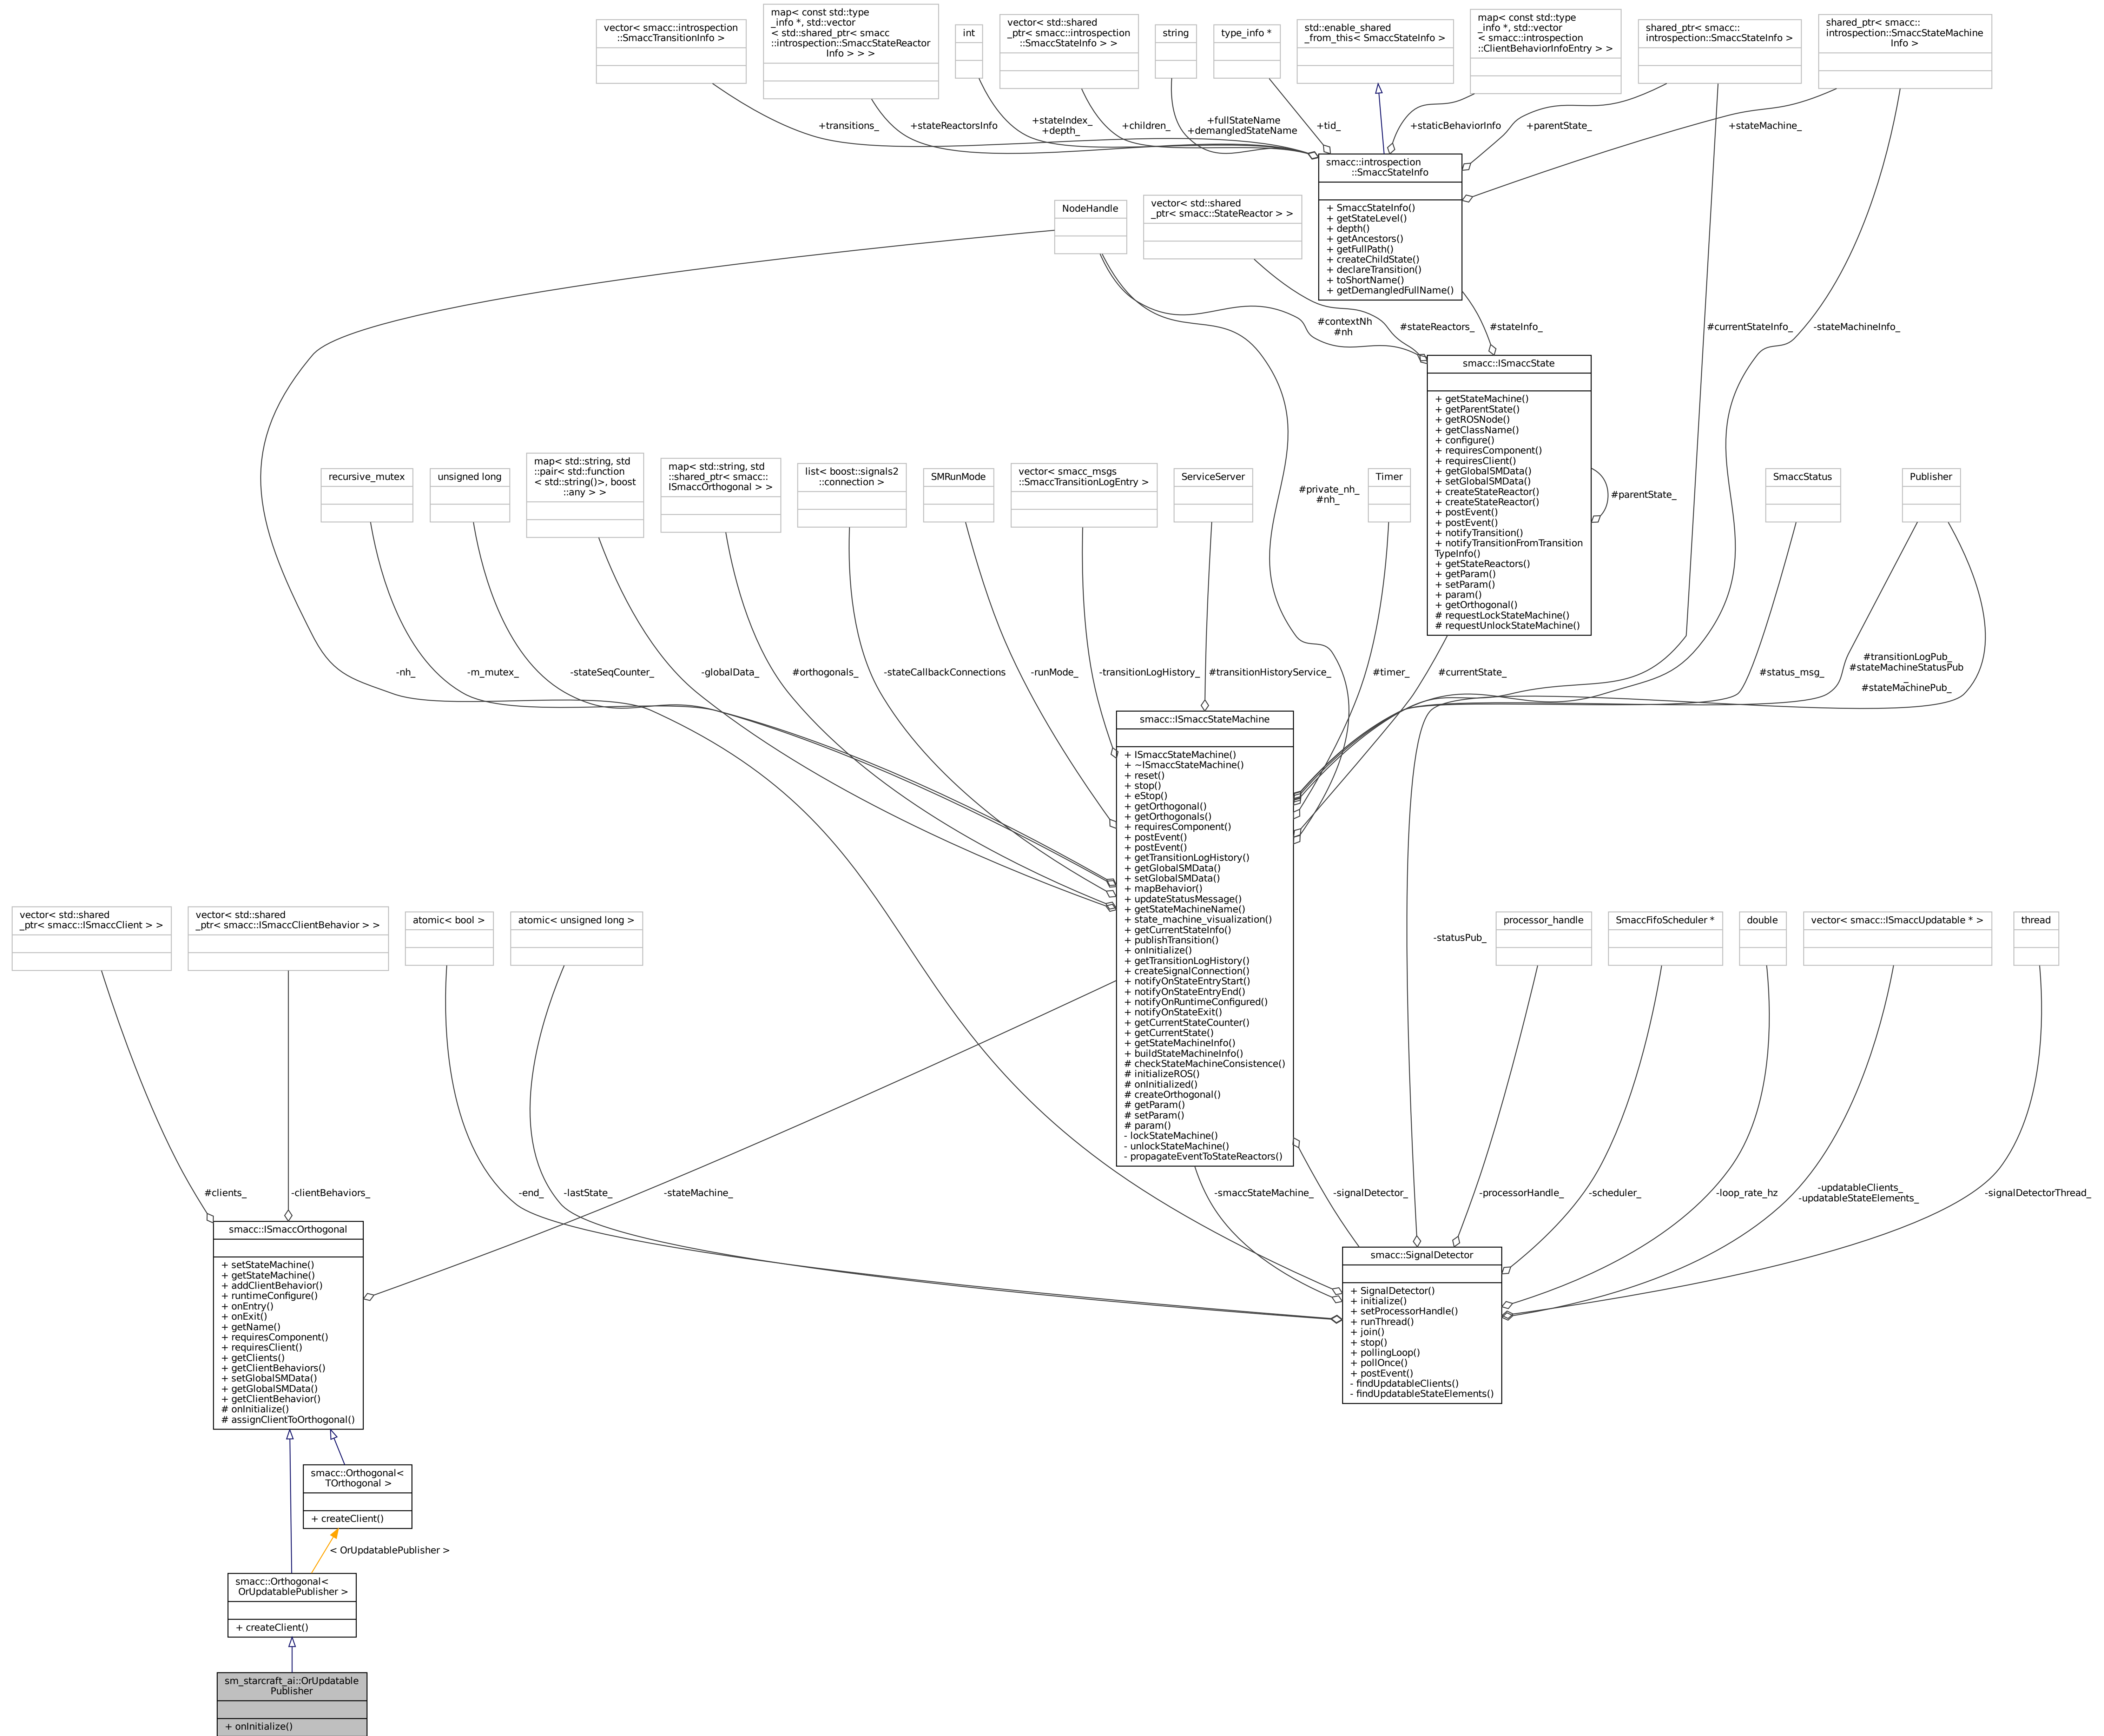 vector< smacc::introspection
::SmaccTransitionInfo >
map< const std::type
_info *, std::vector
< std::shared_ptr< smacc
::introspection::SmaccStateReactor
Info > > >
int
vector< std::shared
_ptr< smacc::introspection
::SmaccStateInfo > >
string
type_info *
std::enable_shared
_from_this< SmaccStateInfo >
map< const std::type
_info *, std::vector
< smacc::introspection
::ClientBehaviorInfoEntry > >
shared_ptr< smacc::
introspection::SmaccStateInfo >
shared_ptr< smacc::
introspection::SmaccStateMachine
Info >
+transitions_
+stateReactorsInfo
+stateIndex_
+depth_
+children_
+fullStateName
+demangledStateName
+tid_
+staticBehaviorInfo
+parentState_
+stateMachine_
smacc::introspection
::SmaccStateInfo
+ SmaccStateInfo()
+ getStateLevel()
+ depth()
+ getAncestors()
+ getFullPath()
+ createChildState()
+ declareTransition()
+ toShortName()
+ getDemangledFullName()
NodeHandle
vector< std::shared
_ptr< smacc::StateReactor > >
#contextNh
#nh
#stateReactors_
#stateInfo_
#currentStateInfo_
-stateMachineInfo_
smacc::ISmaccState
+ getStateMachine()
+ getParentState()
+ getROSNode()
+ getClassName()
+ configure()
+ requiresComponent()
+ requiresClient()
+ getGlobalSMData()
+ setGlobalSMData()
+ createStateReactor()
+ createStateReactor()
+ postEvent()
+ postEvent()
+ notifyTransition()
+ notifyTransitionFromTransition
TypeInfo()
+ getStateReactors()
+ getParam()
+ setParam()
+ param()
+ getOrthogonal()
# requestLockStateMachine()
# requestUnlockStateMachine()
#parentState_
recursive_mutex
unsigned long
map< std::string, std
::pair< std::function
< std::string()>, boost
::any > >
map< std::string, std
::shared_ptr< smacc::
ISmaccOrthogonal > >
list< boost::signals2
::connection >
SMRunMode
vector< smacc_msgs
::SmaccTransitionLogEntry >
ServiceServer
#private_nh_
#nh_
Timer
SmaccStatus
Publisher
-nh_
-m_mutex_
-stateSeqCounter_
-globalData_
#orthogonals_
-stateCallbackConnections
-runMode_
-transitionLogHistory_
#transitionHistoryService_
#timer_
#currentState_
#status_msg_
#transitionLogPub_
#stateMachineStatusPub
_
#stateMachinePub_
smacc::ISmaccStateMachine
+ ISmaccStateMachine()
+ ~ISmaccStateMachine()
+ reset()
+ stop()
+ eStop()
+ getOrthogonal()
+ getOrthogonals()
+ requiresComponent()
+ postEvent()
+ postEvent()
+ getTransitionLogHistory()
+ getGlobalSMData()
+ setGlobalSMData()
+ mapBehavior()
+ updateStatusMessage()
+ getStateMachineName()
+ state_machine_visualization()
+ getCurrentStateInfo()
+ publishTransition()
+ onInitialize()
+ getTransitionLogHistory()
+ createSignalConnection()
+ notifyOnStateEntryStart()
+ notifyOnStateEntryEnd()
+ notifyOnRuntimeConfigured()
+ notifyOnStateExit()
+ getCurrentStateCounter()
+ getCurrentState()
+ getStateMachineInfo()
+ buildStateMachineInfo()
# checkStateMachineConsistence()
# initializeROS()
# onInitialized()
# createOrthogonal()
# getParam()
# setParam()
# param()
- lockStateMachine()
- unlockStateMachine()
- propagateEventToStateReactors()
vector< std::shared
_ptr< smacc::ISmaccClient > >
vector< std::shared
_ptr< smacc::ISmaccClientBehavior > >
atomic< bool >
atomic< unsigned long >
-statusPub_
processor_handle
SmaccFifoScheduler *
double
vector< smacc::ISmaccUpdatable * >
thread
#clients_
-clientBehaviors_
-end_
-lastState_
-stateMachine_
-smaccStateMachine_
-signalDetector_
-processorHandle_
-scheduler_
-loop_rate_hz
-updatableClients_
-updatableStateElements_
-signalDetectorThread_
smacc::ISmaccOrthogonal
+ setStateMachine()
+ getStateMachine()
+ addClientBehavior()
+ runtimeConfigure()
+ onEntry()
+ onExit()
+ getName()
+ requiresComponent()
+ requiresClient()
+ getClients()
+ getClientBehaviors()
+ setGlobalSMData()
+ getGlobalSMData()
+ getClientBehavior()
# onInitialize()
# assignClientToOrthogonal()
smacc::SignalDetector
+ SignalDetector()
+ initialize()
+ setProcessorHandle()
+ runThread()
+ join()
+ stop()
+ pollingLoop()
+ pollOnce()
+ postEvent()
- findUpdatableClients()
- findUpdatableStateElements()
smacc::Orthogonal<
TOrthogonal >
+ createClient()
< OrUpdatablePublisher >
smacc::Orthogonal<
OrUpdatablePublisher >
+ createClient()
sm_starcraft_ai::OrUpdatable
Publisher
+ onInitialize()